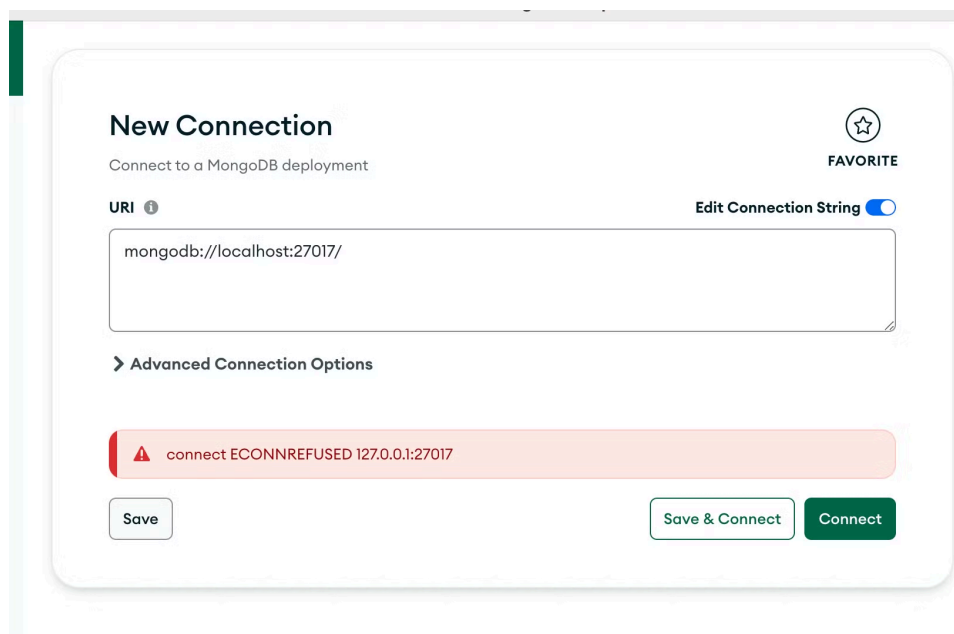 New Connection
FAVORITE
Connect to a MongoDB deployment
URI
Edit Connection String
mongodb://localhost:27017/
Advanced Connection Options
connect ECONNREFUSED 127.0.0.1:27017
Save
Save & Connect
Connect